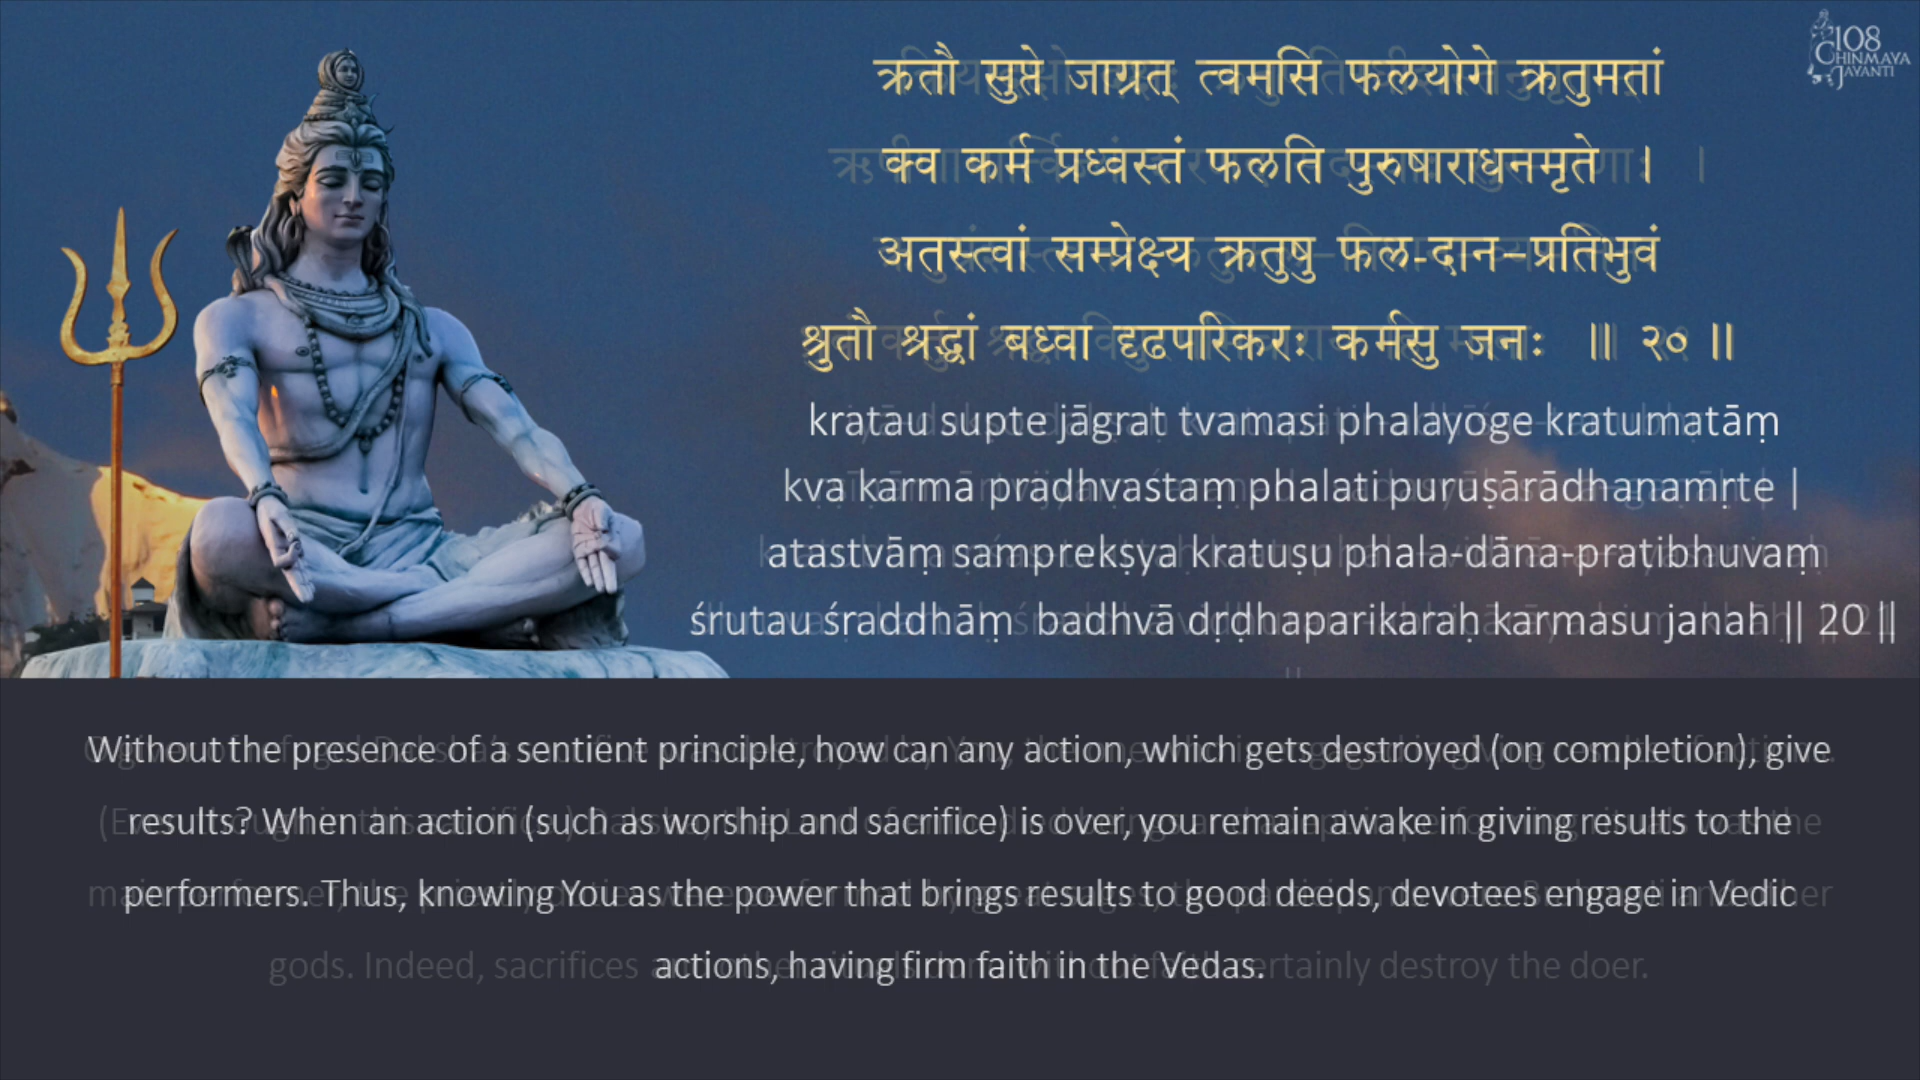 108
CHINMAYA
JAYANTI
क्रतौ सुप्ते जाग्रत् त्वमसि फलयोगे क्रतुमतां
क्व कर्म प्रध्वस्तं फलति पुरुषाराधनमृते ।
अतस्त्वां सम्प्रेक्ष्य क्रतुषु फल-दान-प्रतिभुवं
श्रुतौ श्रद्धां बध्वा दृढपरिकरः कर्मसु जनः ॥ २० ॥
kratau supte jāgrat tvamasi phalayoge kratumatāṃ
kva karma pradhvastaṃ phalati puruṣārādhanamṛte |
atastvāṃ samprekṣya kratuṣu phala-dāna-pratibhuvaṃ
śrutau śraddhāṃ badhvā dṛḍhaparikaraḥ karmasu janaḥ || 20 ||
Without the presence of a sentient principle, how can any action, which gets destroyed (on completion), give
results? When an action (such as worship and sacrifice) is over, you remain awake in giving results to the
performers. Thus, knowing You as the power that brings results to good deeds, devotees engage in Vedic
actions, having firm faith in the Vedas.